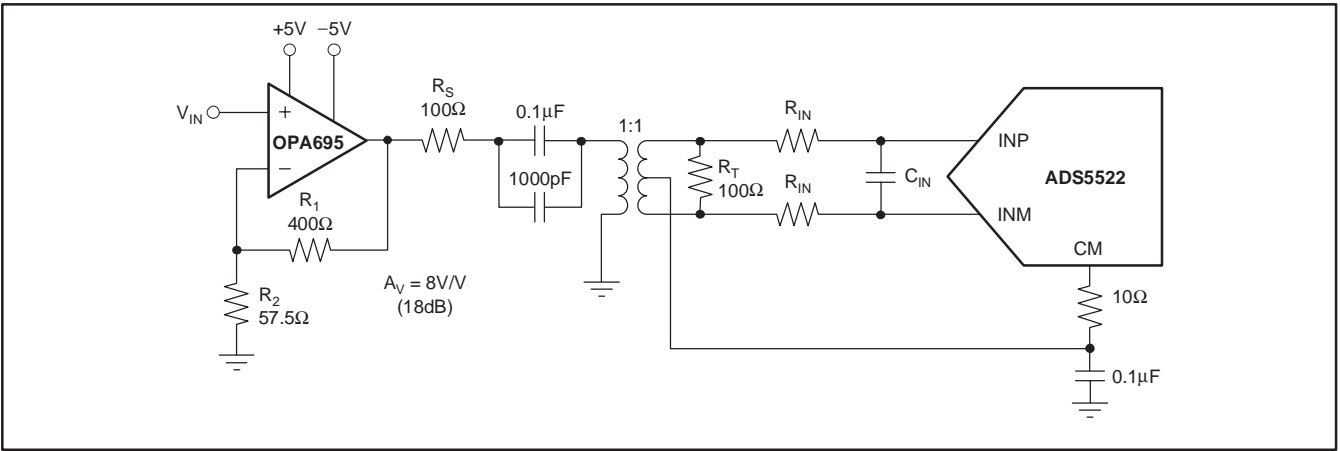 +5V −5V
V_IN
+
−
OPA695
R_S
100Ω
0.1μF
1000pF
1:1
R_1
400Ω
R_2
57.5Ω
A_V = 8V/V
(18dB)
R_T
100Ω
R_IN
R_IN
C_IN
INP
INM
ADS5522
CM
10Ω
0.1μF